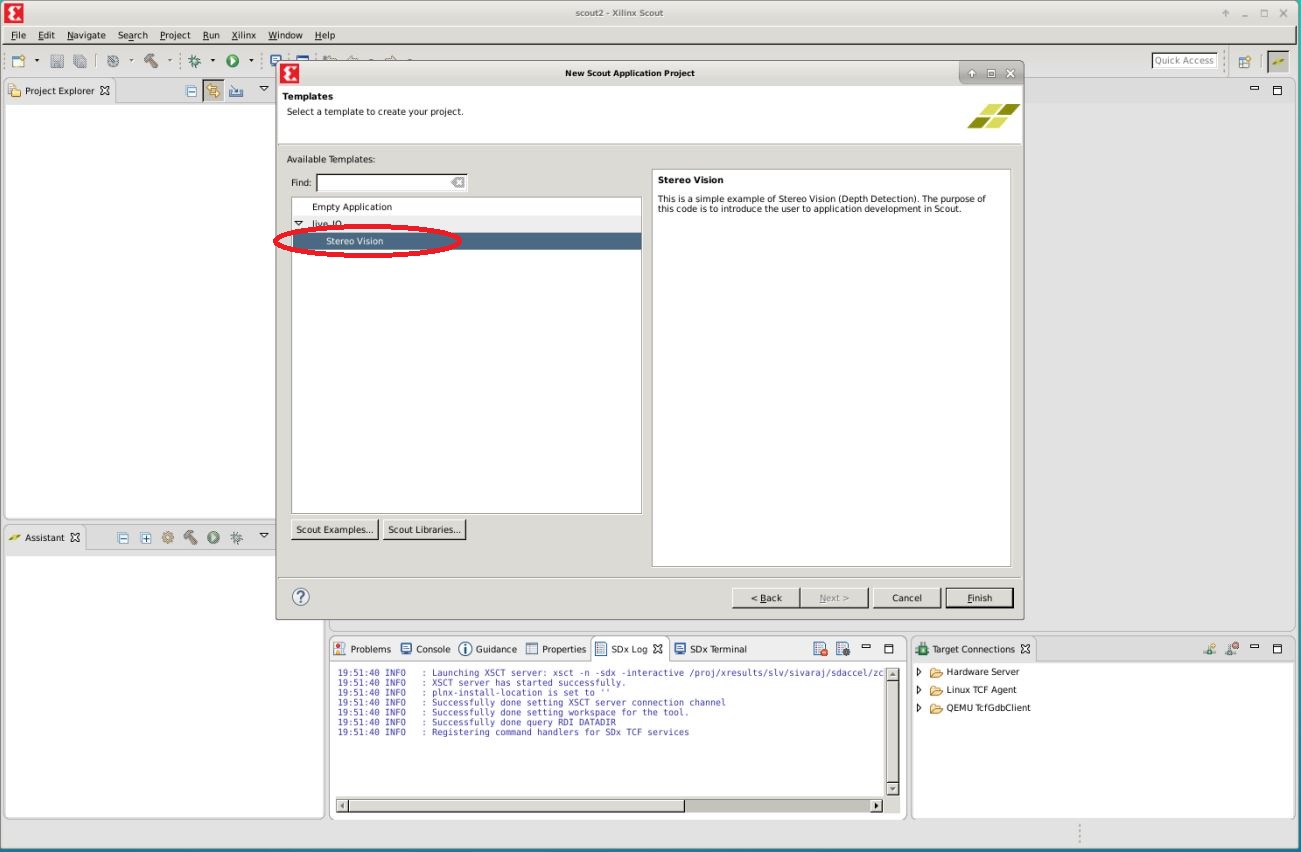 scout2 - Xilinx Scout
File Edit Navigate Search Project Run Xilinx Window Help
Quick Access
Project Explorer
New Scout Application Project
Templates
Select a template to create your project.
Available Templates:
Find:
Empty Application
live_IO
Stereo Vision
Scout Examples... Scout Libraries...
Stereo Vision
This is a simple example of Stereo Vision (Depth Detection). The purpose of
this code is to introduce the user to application development in Scout.
< Back Next > Cancel Finish
Assistant
Problems Console Guidance Properties SDx Log SDx Terminal
19:51:40 INFO : Launching XSCT server: xsct -n -sdx -interactive /proj/xresults/slv/sivaraj/sdaccel/zc
19:51:40 INFO : XSCT server has started successfully.
19:51:40 INFO : plnx-install-location is set to ''
19:51:40 INFO : Successfully done setting XSCT server connection channel
19:51:40 INFO : Successfully done setting workspace for the tool.
19:51:40 INFO : Successfully done query RDI DATADIR
19:51:40 INFO : Registering command handlers for SDx TCF services
Target Connections
Hardware Server
Linux TCF Agent
QEMU TcfGdbClient